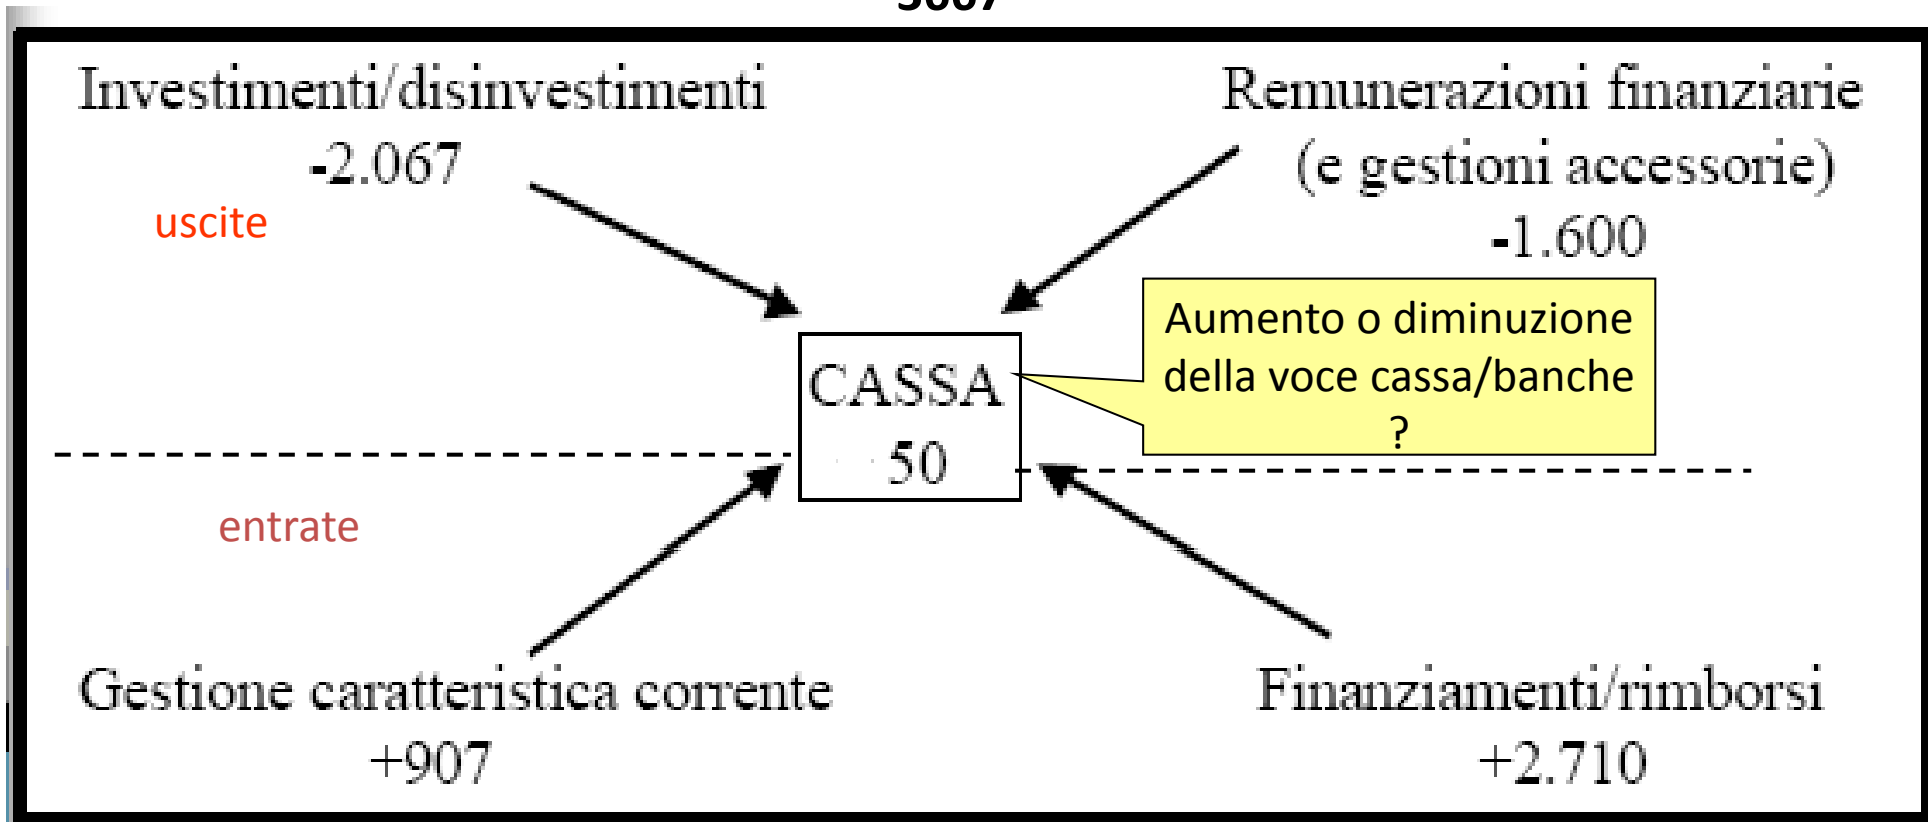 Investimenti/disinvestimenti
-2.067
uscite
Remunerazioni finanziarie
(e gestioni accessorie)
-1.600
Aumento o diminuzione
della voce cassa/banche
?
CASSA
50
entrate
Gestione caratteristica corrente
+907
Finanziamenti/rimborsi
+2.710